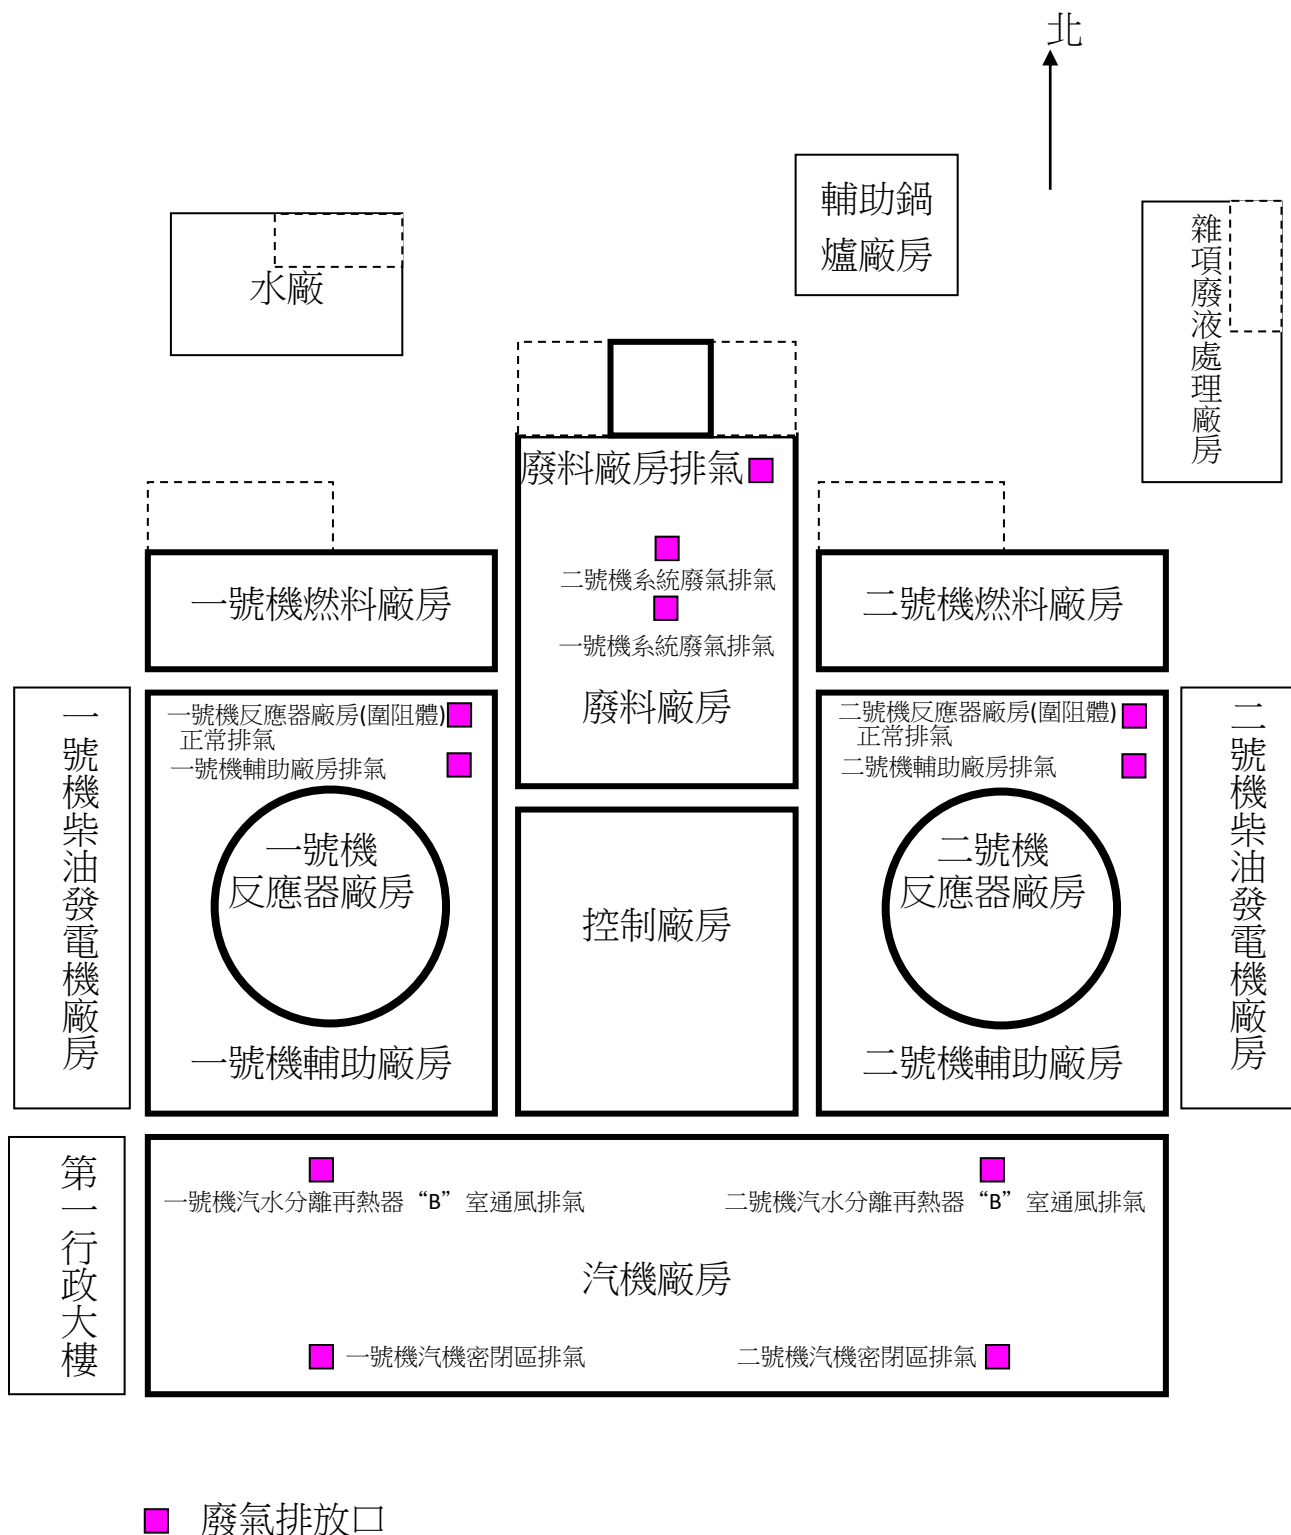 北
輔助鍋
爐廠房
水廠
雜項廢液處理廠房
廢料廠房排氣
二號機系統廢氣排氣
一號機系統廢氣排氣
廢料廠房
一號機燃料廠房
二號機燃料廠房
一號機柴油發電機廠房
一號機反應器廠房(圍阻體)
正常排氣
一號機輔助廠房排氣
一號機
反應器廠房
一號機輔助廠房
控制廠房
二號機反應器廠房(圍阻體)
正常排氣
二號機輔助廠房排氣
二號機
反應器廠房
二號機輔助廠房
二號機柴油發電機廠房
第一行政大樓
一號機汽水分離再熱器“B”室通風排氣
二號機汽水分離再熱器“B”室通風排氣
汽機廠房
一號機汽機密閉區排氣
二號機汽機密閉區排氣
廢氣排放口